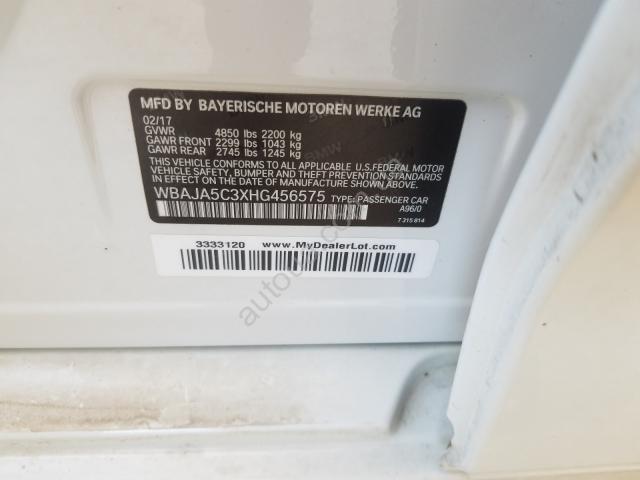 MFD BY BAYERISCHE MOTOREN WERKE AG
02/17
GVWR 4850 lbs 2200 kg
GAWR FRONT 2299 lbs 1043 kg
GAWR REAR 2745 lbs 1245 kg
THIS VEHICLE CONFORMS TO ALL APPLICABLE U.S.FEDERAL MOTOR
VEHICLE SAFETY, BUMPER AND THEFT PREVENTION STANDARDS IN
EFFECT ON THE DATE OF MANUFACTURE SHOWN ABOVE.
WBAJA5C3XHG456575 TYPE: PASSENGER CAR
A96/0
7 315 814
3333120 www.MyDealerLot.com